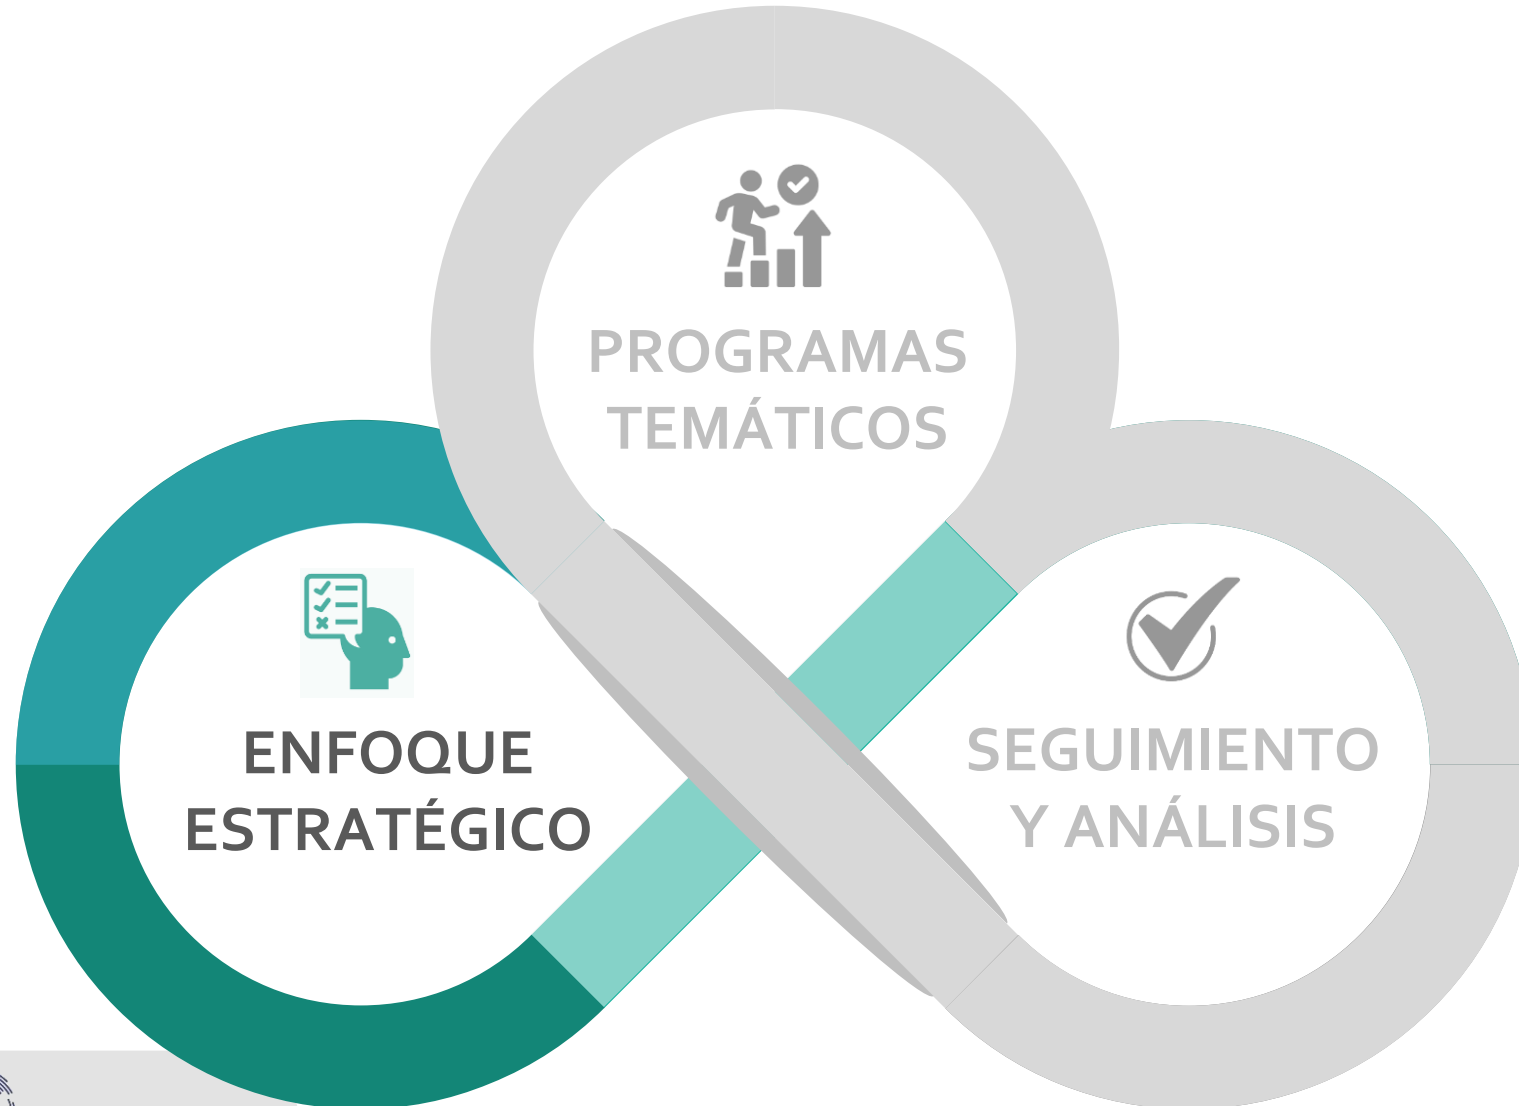 PROGRAMAS
TEMÁTICOS
ENFOQUE
ESTRATÉGICO
SEGUIMIENTO
Y ANÁLISIS